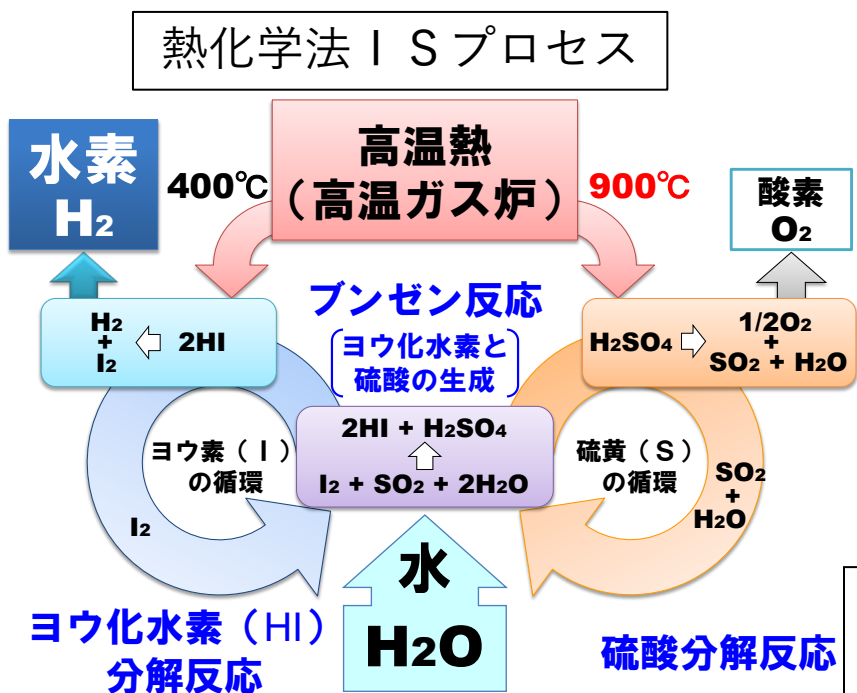 熱化学法ＩＳプロセス
水素
H2
400℃
高温熱
（高温ガス炉）
900℃
酸素
O2
ブンゼン反応
ヨウ化水素と
硫酸の生成
H2
+
I2
2HI
H2SO4
1/2O2
+
SO2 + H2O
2HI + H2SO4
I2 + SO2 + 2H2O
ヨウ素（Ｉ）
の循環
硫黄（Ｓ）
の循環
I2
SO2
+
H2O
水
H2O
ヨウ化水素（HI）
分解反応
硫酸分解反応